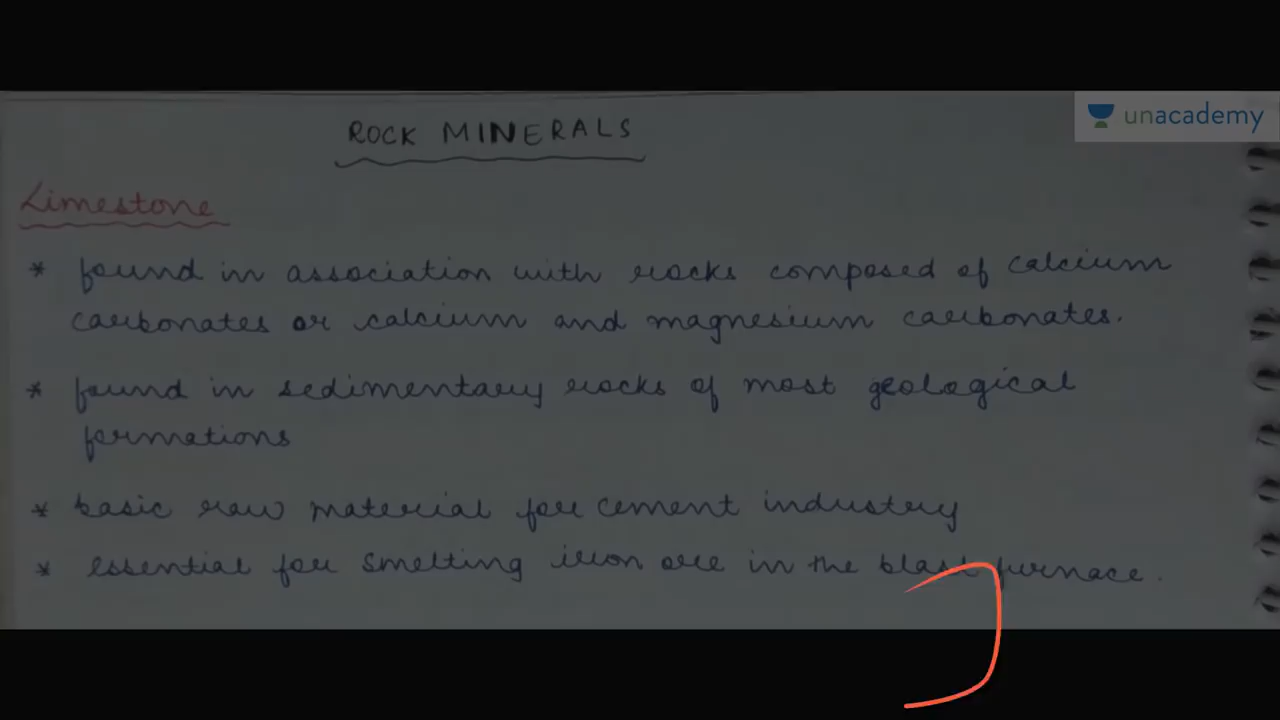 ROCK MINERALS
unacademy
Limestone
* found in association with rocks composed of calcium
carbonates or calcium and magnesium carbonates.
* found in sedimentary rocks of most geological
formations
* basic raw material for cement industry
* essential for smelting iron ore in the blast furnace.